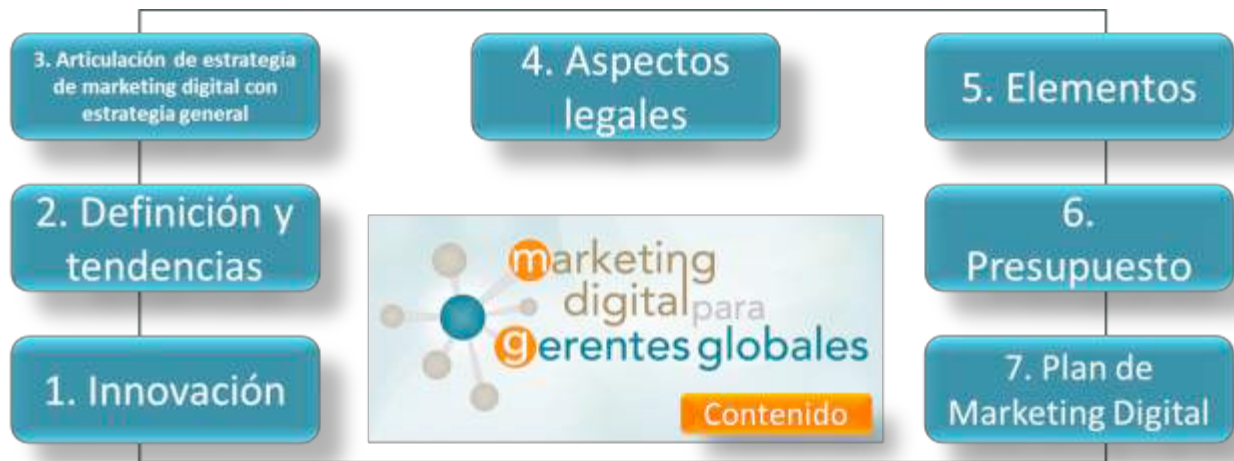 3. Articulación de estrategia
de marketing digital con
estrategia general
4. Aspectos
legales
5. Elementos
2. Definición y
tendencias
6.
Presupuesto
marketing
digital para
gerentes globales
1. Innovación
Contenido
7. Plan de
Marketing Digital